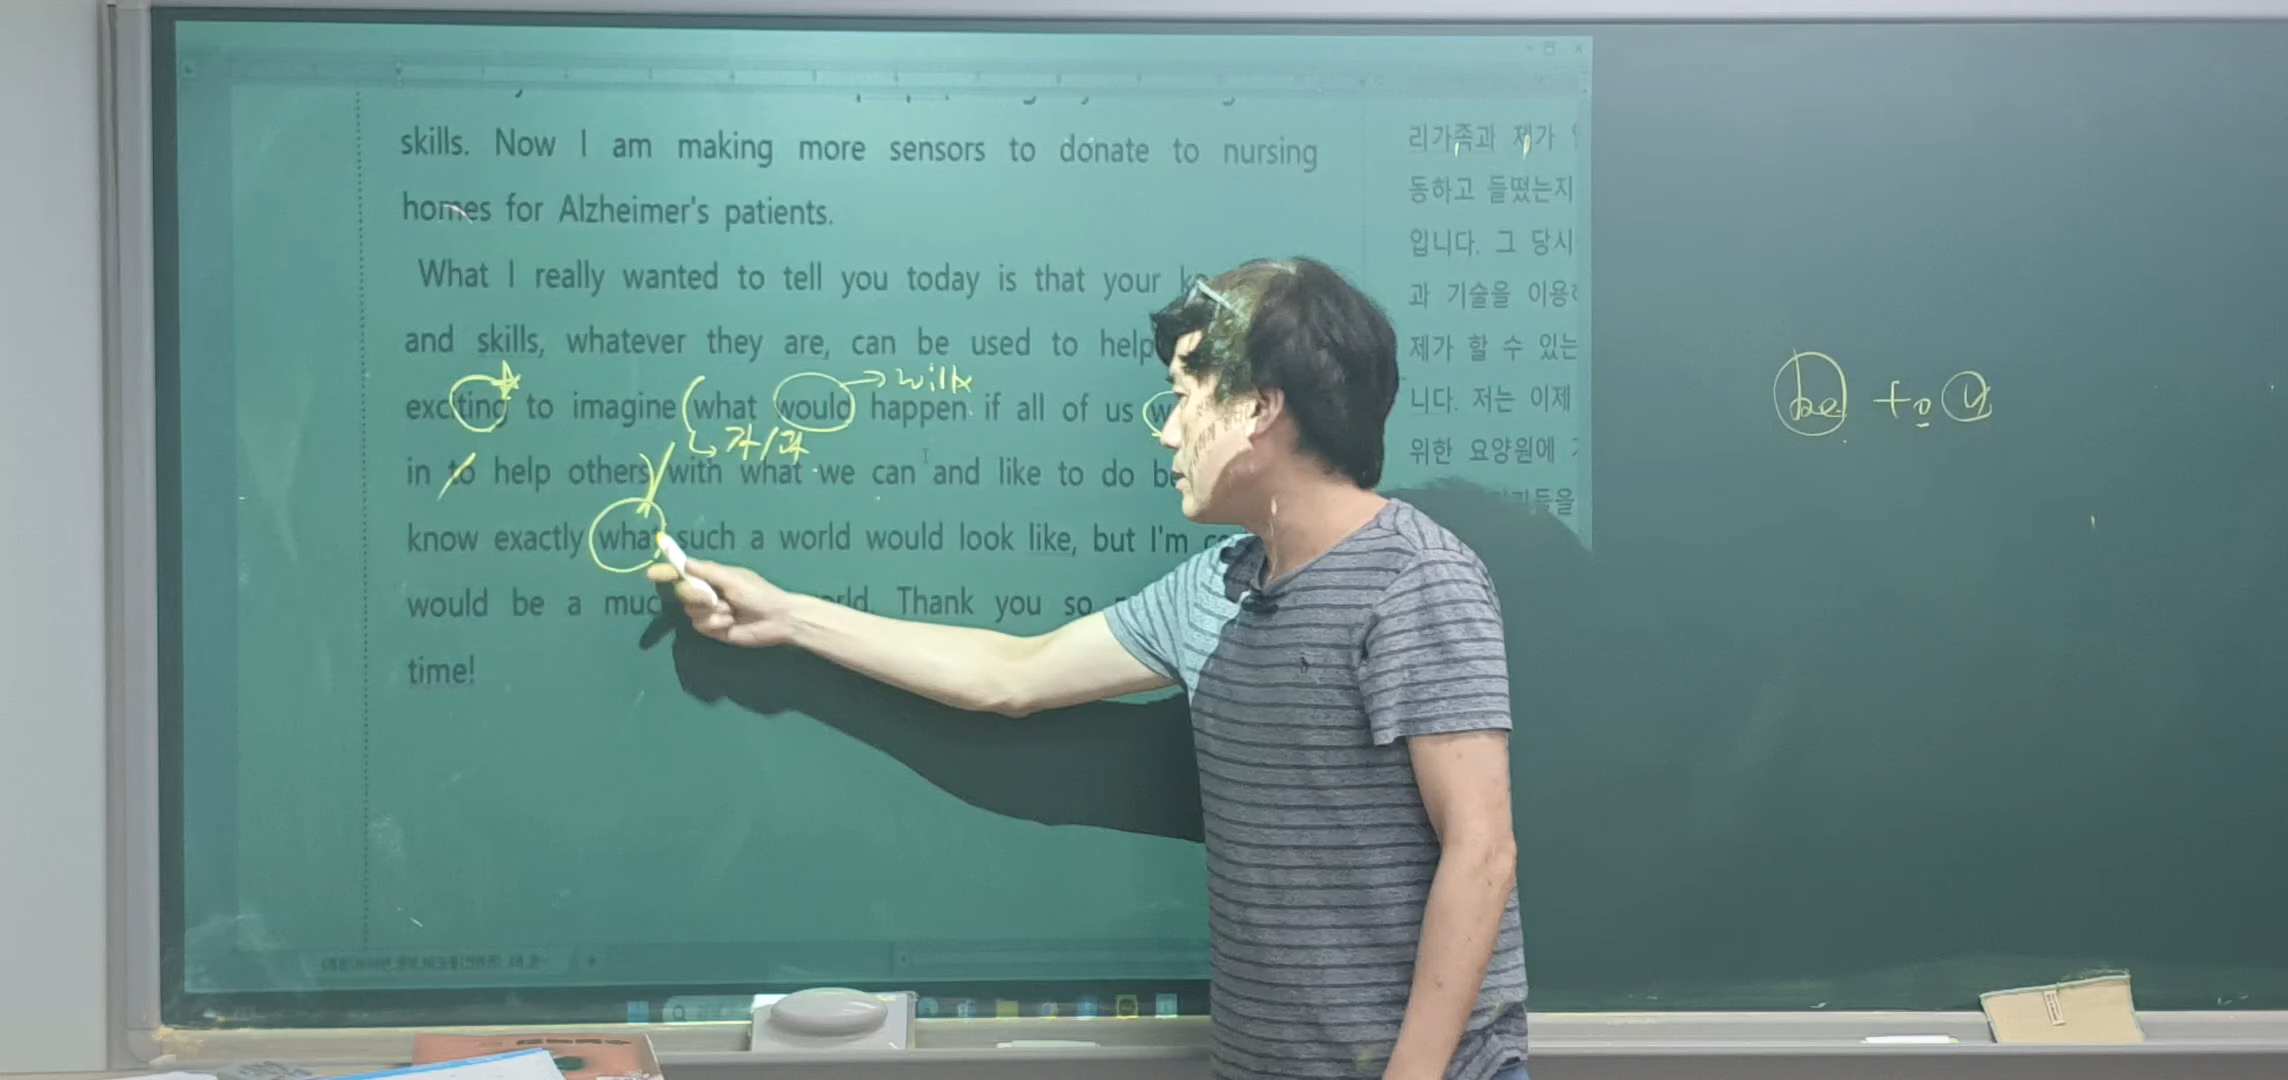 skills. Now I am making more sensors to donate to nursing
homes for Alzheimer's patients.
What I really wanted to tell you today is that your
and skills, whatever they are, can be used to help
→ will x
exciting to imagine (what would happen if all of us
in to help others with what we can and like to do
know exactly what such a world would look like, but I'm
would be a Thank you so
time!
리가족과 제가
동하고 들떴는지
입니다. 그 당시
과 기술을 이용
제가 할 수 있는
니다. 저는 이제
위한 요양원에
be to v